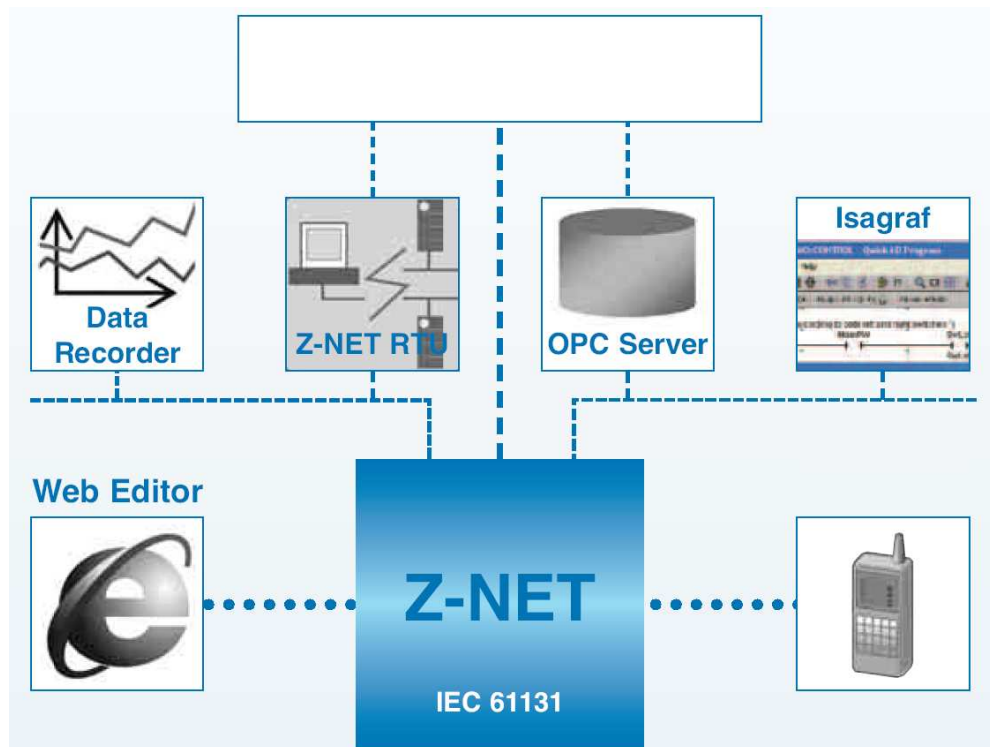 Data
Recorder
Z-NET RTU
OPC Server
Isagraf
Web Editor
Z-NET
IEC 61131